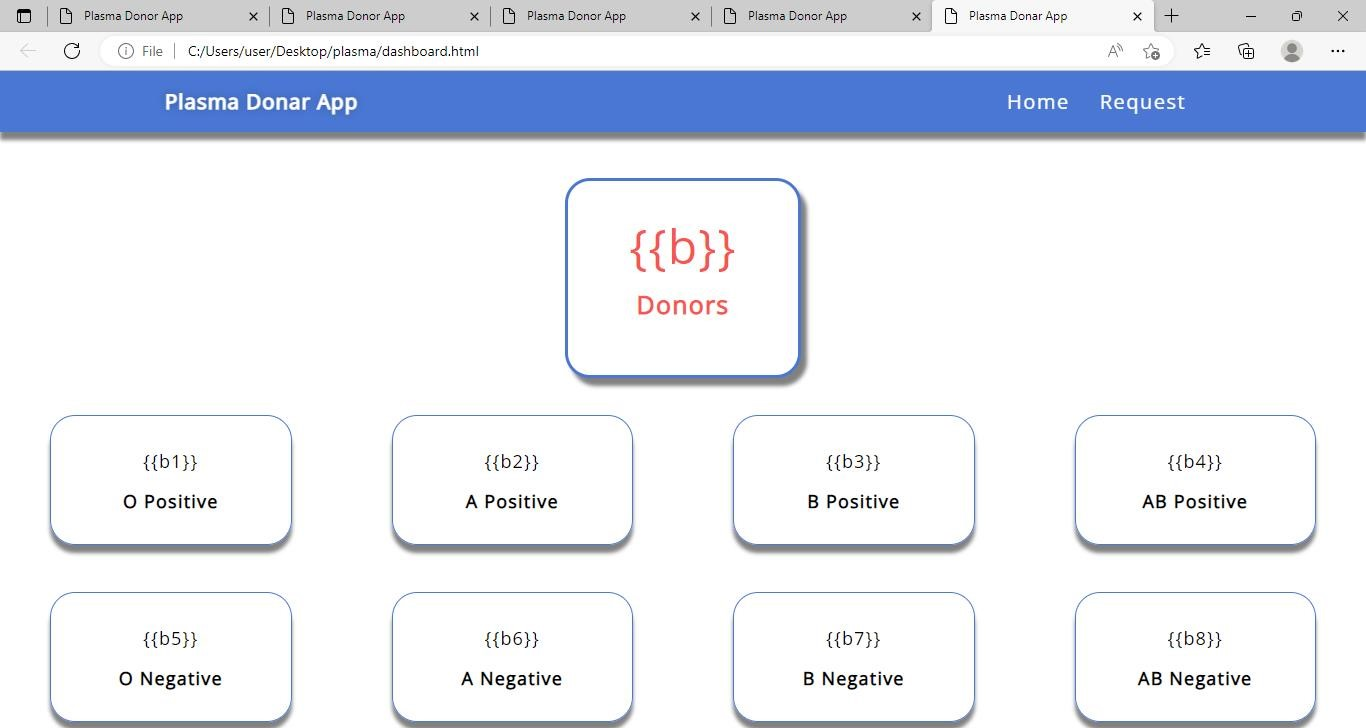 Plasma Donor App Plasma Donor App Plasma Donor App Plasma Donor App Plasma Donar App
File C:/Users/user/Desktop/plasma/dashboard.html
Plasma Donar App Home Request
{{b}}
Donors
{{b1}} {{b2}} {{b3}} {{b4}}
O Positive A Positive B Positive AB Positive
{{b5}} {{b6}} {{b7}} {{b8}}
O Negative A Negative B Negative AB Negative